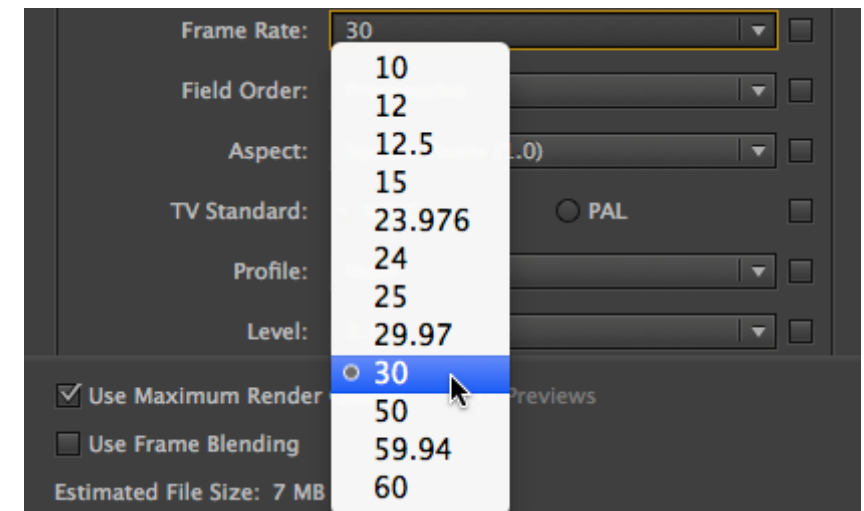 Frame Rate: 30
Field Order:
Aspect: .0)
TV Standard: PAL
Profile:
Level:
10
12
12.5
15
23.976
24
25
29.97
30
50
59.94
60
Use Maximum Render Previews
Use Frame Blending
Estimated File Size: 7 MB